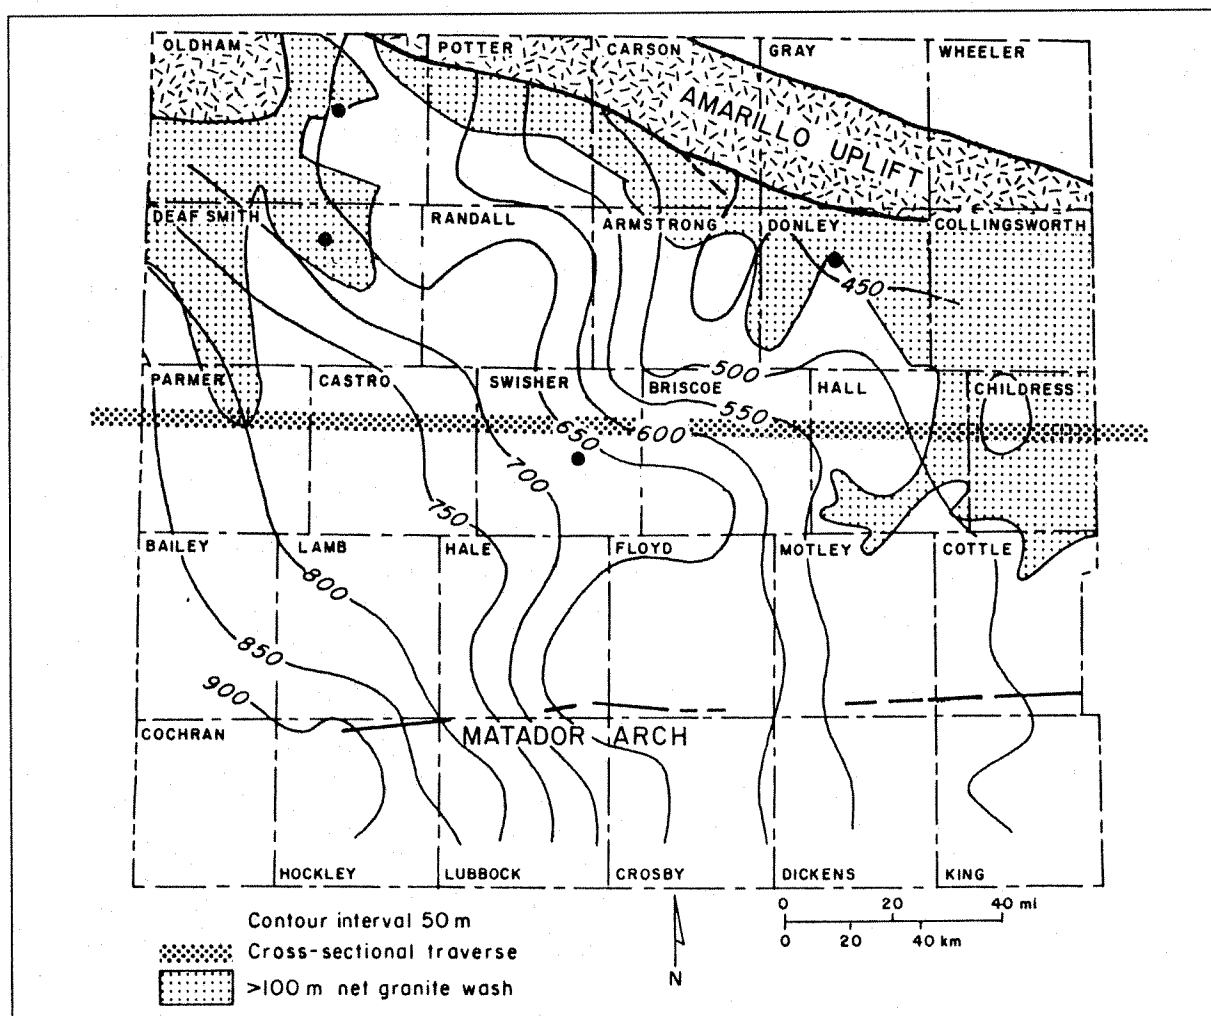 OLDHAM
POTTER
CARSON
GRAY
WHEELER
AMARILLO UPLIFT
DEAF SMITH
RANDALL
ARMSTRONG
DONLEY
COLLINGSWORTH
450
500
PARMER
CASTRO
SWISHER
BRISCOE
HALL
CHILDRESS
550
650
600
700
750
BAILEY
LAMB
HALE
FLOYD
MOTLEY
COTTLE
800
850
900
COCHRAN
MATADOR ARCH
HOCKLEY
LUBBOCK
CROSBY
DICKENS
KING
Contour interval 50 m
Cross-sectional traverse
>100 m net granite wash
N
0 20 40 mi
0 20 40 km